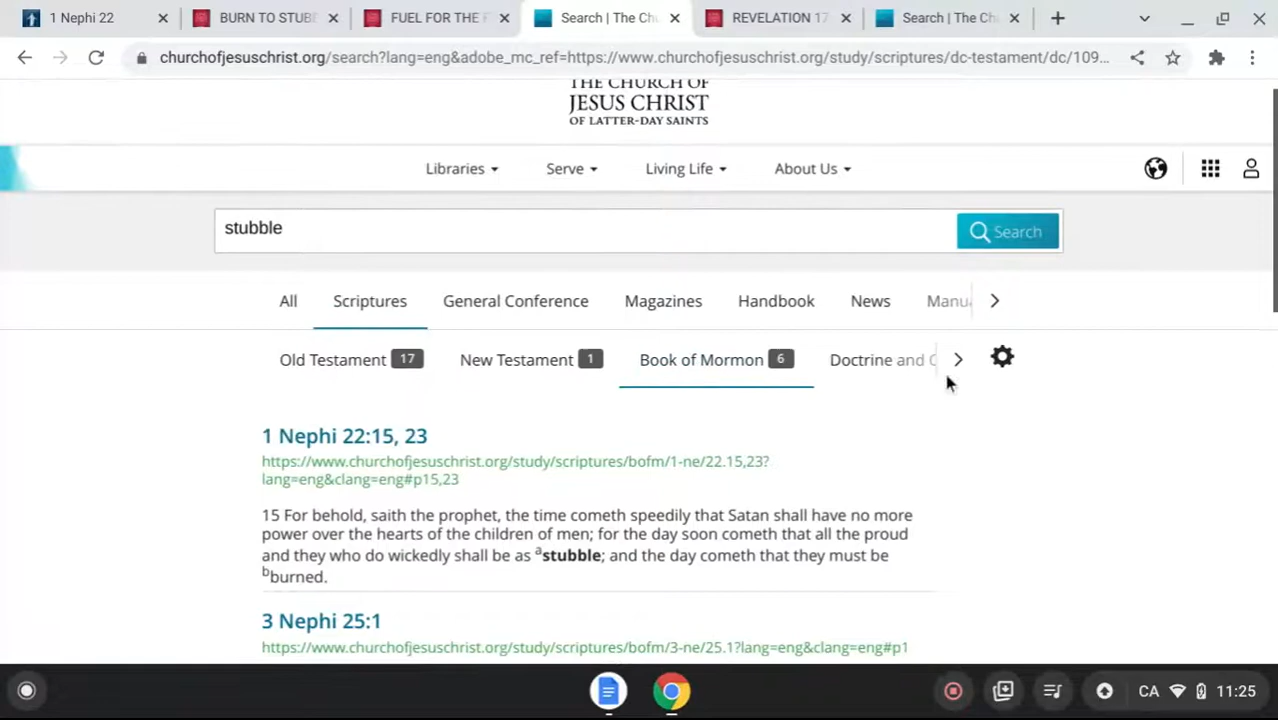 1 Nephi 22
BURN TO STUBB
FUEL FOR THE F
Search | The Chu
REVELATION 17
Search | The Ch
churchofjesuschrist.org/search?lang=eng&adobe_mc_ref=https://www.churchofjesuschrist.org/study/scriptures/dc-testament/dc/109...
THE CHURCH OF
JESUS CHRIST
OF LATTER-DAY SAINTS
Libraries Serve Living Life About Us
stubble
Search
All Scriptures General Conference Magazines Handbook News Manu
Old Testament 17 New Testament 1 Book of Mormon 6 Doctrine and C
1 Nephi 22:15, 23
https://www.churchofjesuschrist.org/study/scriptures/bofm/1-ne/22.15,23?
lang=eng&clang=eng#p15,23
15 For behold, saith the prophet, the time cometh speedily that Satan shall have no more
power over the hearts of the children of men; for the day soon cometh that all the proud
and they who do wickedly shall be as astubble; and the day cometh that they must be
bburned.
3 Nephi 25:1
https://www.churchofjesuschrist.org/study/scriptures/bofm/3-ne/25.1?lang=eng&clang=eng#p1
CA 11:25